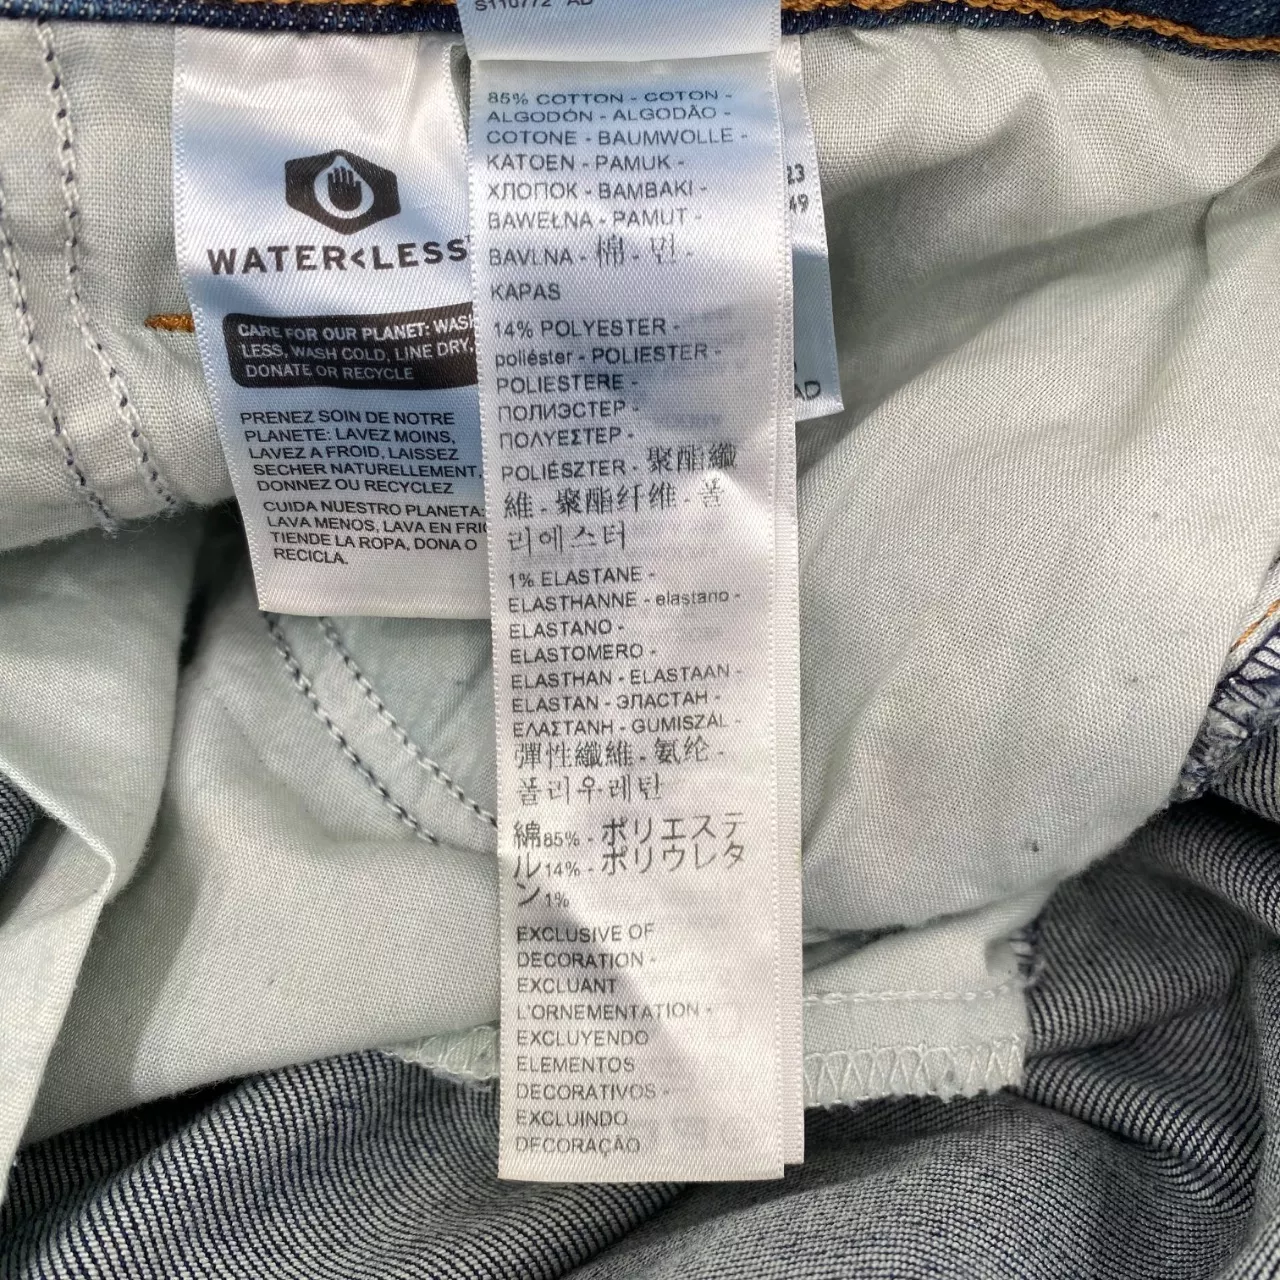 S110772 AD
WATER<LESS™
CARE FOR OUR PLANET: WASH
LESS, WASH COLD, LINE DRY,
DONATE OR RECYCLE
PRENEZ SOIN DE NOTRE
PLANETE: LAVEZ MOINS,
LAVEZ A FROID, LAISSEZ
SECHER NATURELLEMENT,
DONNEZ OU RECYCLEZ
CUIDA NUESTRO PLANETA:
LAVA MENOS, LAVA EN FRIO
TIENDE LA ROPA, DONA O
RECICLA.
85% COTTON - COTON -
ALGODÓN - ALGODÃO -
COTONE - BAUMWOLLE -
KATOEN - PAMUK -
ХЛОПОК - BAMBAKI -
BAWEŁNA - PAMUT -
BAVLNA - 棉 - 면 -
KAPAS
14% POLYESTER -
poliéster - POLIESTER -
POLIESTERE -
ПОЛИЭСТЕР -
ΠΟΛΥΕΣΤΕΡ -
POLIÉSZTER - 聚酯纖
維 - 聚酯纤维 - 폴
리에스터
1% ELASTANE -
ELASTHANNE - elastano -
ELASTANO -
ELASTOMERO -
ELASTHAN - ELASTAAN -
ELASTAN - ЭЛАСТАН -
ΕΛΑΣΤΑΝΗ - GUMISZÁL -
彈性纖維 - 氨纶 -
폴리우레탄
綿85% - ポリエステ
ル14% - ポリウレタ
ン1%
EXCLUSIVE OF
DECORATION -
EXCLUANT
L'ORNEMENTATION -
EXCLUYENDO
ELEMENTOS
DECORATIVOS -
EXCLUINDO
DECORAÇÃO
23
49
AD